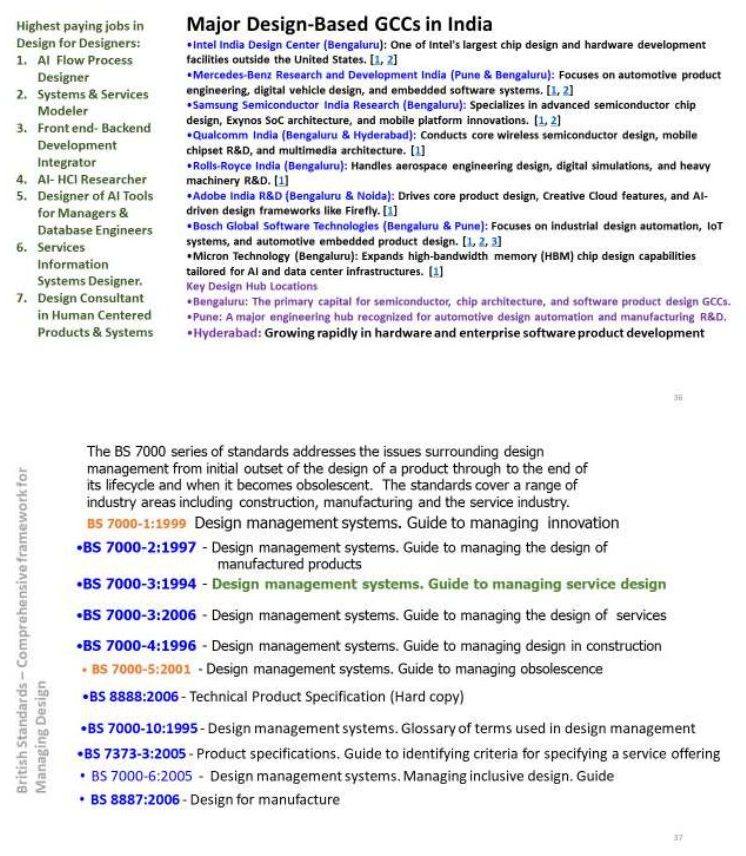 Highest paying jobs in
Design for Designers:
1. AI Flow Process
Designer
2. Systems & Services
Modeler
3. Front end- Backend
Development
Integrator
4. AI- HCI Researcher
5. Designer of AI Tools
for Managers &
Database Engineers
6. Services
Information
Systems Designer.
7. Design Consultant
in Human Centered
Products & Systems
Major Design-Based GCCs in India
•Intel India Design Center (Bengaluru): One of Intel's largest chip design and hardware development
facilities outside the United States. [1, 2]
•Mercedes-Benz Research and Development India (Pune & Bengaluru): Focuses on automotive product
engineering, digital vehicle design, and embedded software systems. [1, 2]
•Samsung Semiconductor India Research (Bengaluru): Specializes in advanced semiconductor chip
design, Exynos SoC architecture, and mobile platform innovations. [1, 2]
•Qualcomm India (Bengaluru & Hyderabad): Conducts core wireless semiconductor design, mobile
chipset R&D, and multimedia architecture. [1]
•Rolls-Royce India (Bengaluru): Handles aerospace engineering design, digital simulations, and heavy
machinery R&D. [1]
•Adobe India R&D (Bengaluru & Noida): Drives core product design, Creative Cloud features, and AI-
driven design frameworks like Firefly. [1]
•Bosch Global Software Technologies (Bengaluru & Pune): Focuses on industrial design automation, IoT
systems, and automotive embedded product design. [1, 2, 3]
•Micron Technology (Bengaluru): Expands high-bandwidth memory (HBM) chip design capabilities
tailored for AI and data center infrastructures. [1]
Key Design Hub Locations
•Bengaluru: The primary capital for semiconductor, chip architecture, and software product design GCCs.
•Pune: A major engineering hub recognized for automotive design automation and manufacturing R&D.
•Hyderabad: Growing rapidly in hardware and enterprise software product development
36
British Standards – Comprehensive framework for
Managing Design
The BS 7000 series of standards addresses the issues surrounding design
management from initial outset of the design of a product through to the end of
its lifecycle and when it becomes obsolescent. The standards cover a range of
industry areas including construction, manufacturing and the service industry.
BS 7000-1:1999 Design management systems. Guide to managing innovation
•BS 7000-2:1997 - Design management systems. Guide to managing the design of
manufactured products
•BS 7000-3:1994 - Design management systems. Guide to managing service design
•BS 7000-3:2006 - Design management systems. Guide to managing the design of services
•BS 7000-4:1996 - Design management systems. Guide to managing design in construction
• BS 7000-5:2001 - Design management systems. Guide to managing obsolescence
•BS 8888:2006 - Technical Product Specification (Hard copy)
•BS 7000-10:1995 - Design management systems. Glossary of terms used in design management
•BS 7373-3:2005 - Product specifications. Guide to identifying criteria for specifying a service offering
• BS 7000-6:2005 - Design management systems. Managing inclusive design. Guide
• BS 8887:2006 - Design for manufacture
37